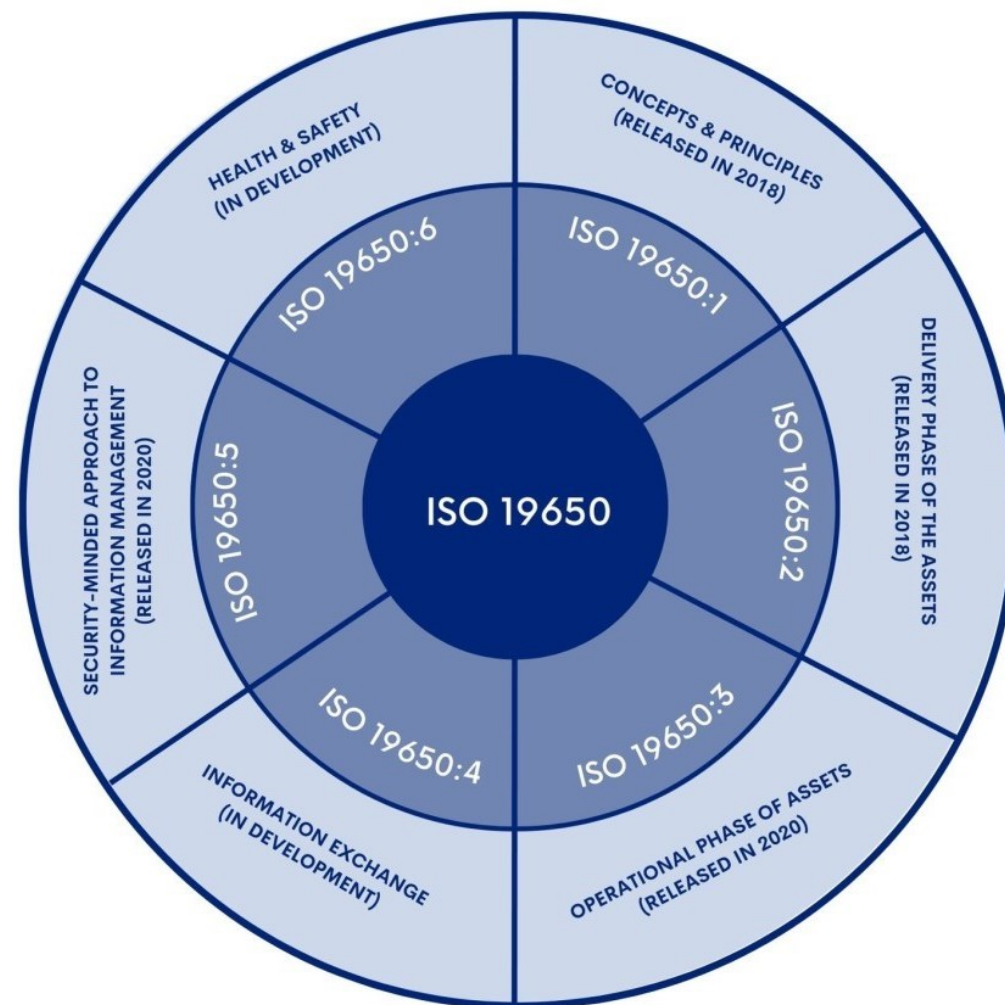 ISO 19650
ISO 19650:1
CONCEPTS & PRINCIPLES
(RELEASED IN 2018)
ISO 19650:2
DELIVERY PHASE OF THE ASSETS
(RELEASED IN 2018)
ISO 19650:3
OPERATIONAL PHASE OF ASSETS
(RELEASED IN 2020)
ISO 19650:4
INFORMATION EXCHANGE
(IN DEVELOPMENT)
ISO 19650:5
SECURITY-MINDED APPROACH TO
INFORMATION MANAGEMENT
(RELEASED IN 2020)
ISO 19650:6
HEALTH & SAFETY
(IN DEVELOPMENT)